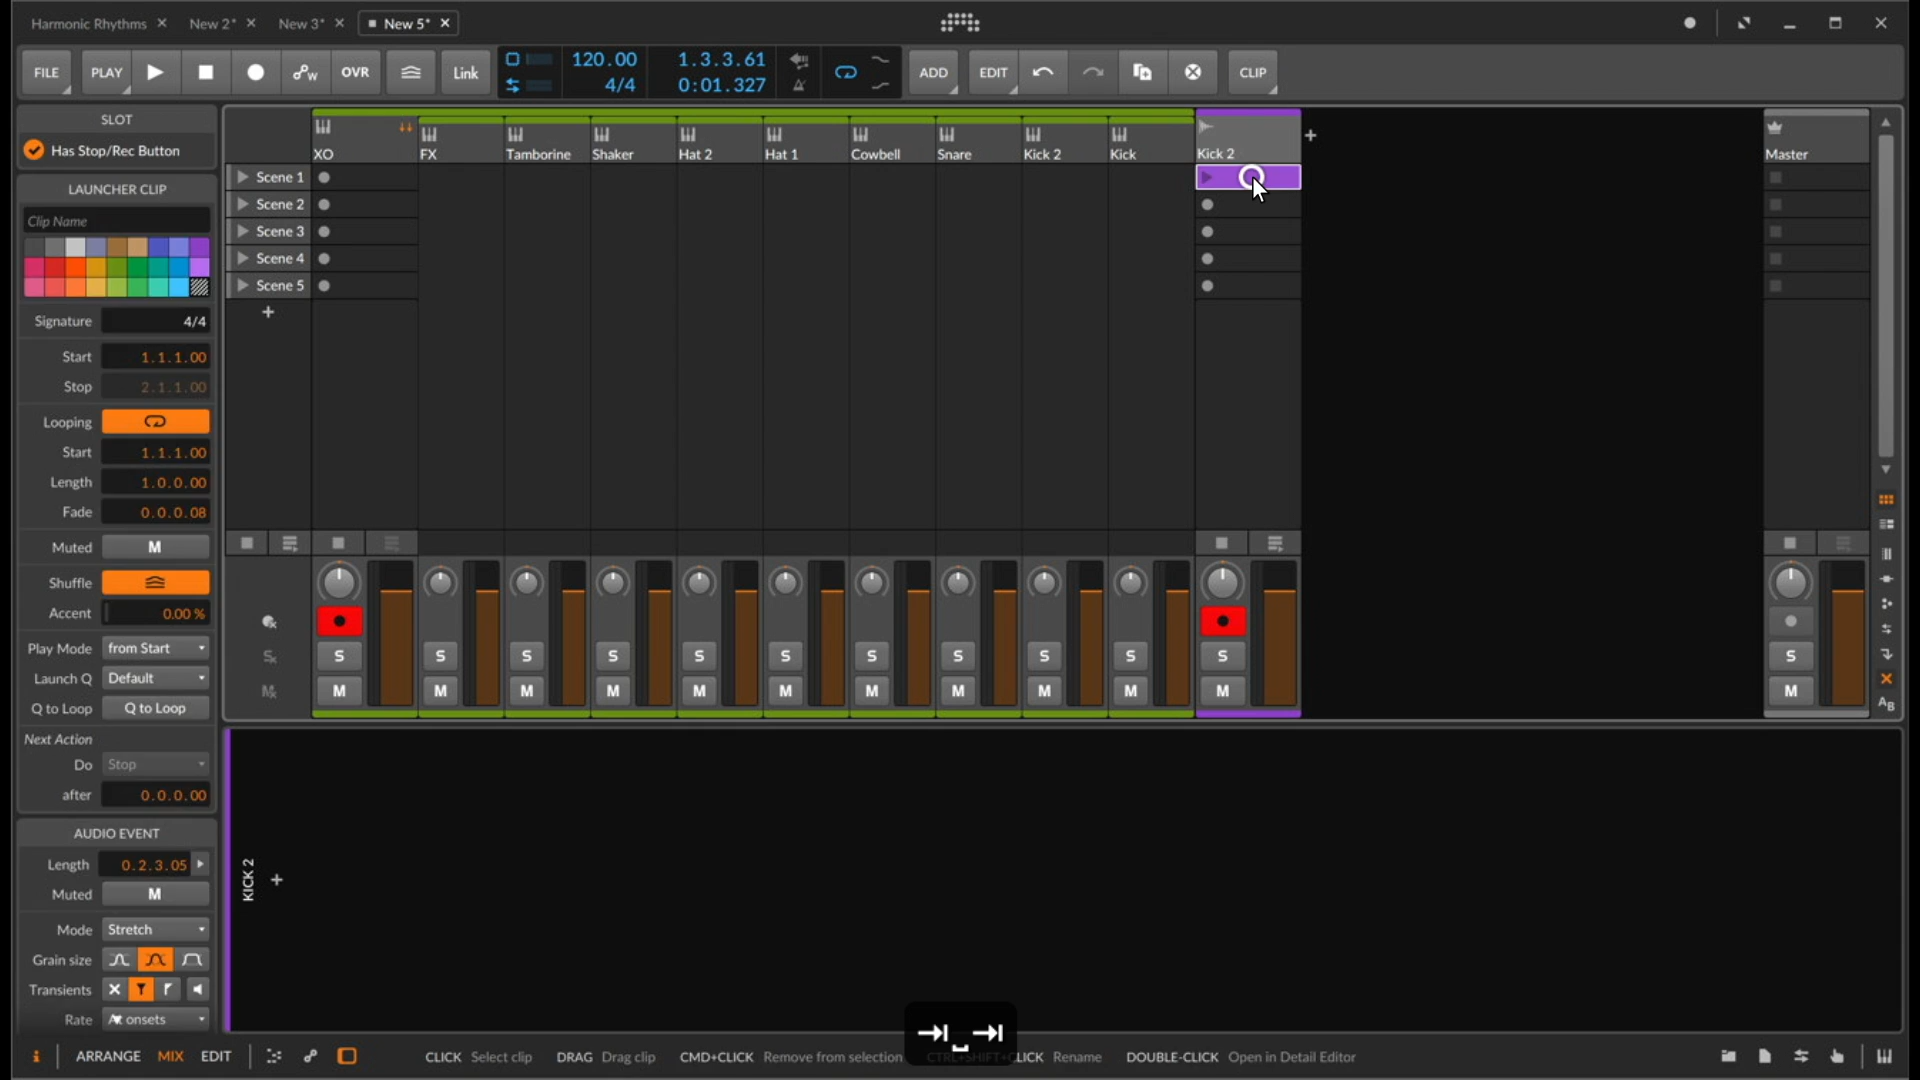 Harmonic Rhythms × New 2* × New 3* × New 5* ×
FILE PLAY OVR Link 120.00 4/4 1.3.3.61 0:01.327 ADD EDIT CLIP
SLOT
Has Stop/Rec Button
LAUNCHER CLIP
Clip Name
Signature 4/4
Start 1.1.1.00
Stop 2.1.1.00
Looping
Start 1.1.1.00
Length 1.0.0.00
Fade 0.0.0.08
Muted M
Shuffle
Accent 0.00 %
Play Mode from Start
Launch Q Default
Q to Loop Q to Loop
Next Action
Do Stop
after 0.0.0.00
AUDIO EVENT
Length 0.2.3.05
Muted M
Mode Stretch
Grain size
Transients
Rate onsets
XO FX Tamborine Shaker Hat 2 Hat 1 Cowbell Snare Kick 2 Kick Kick 2 + Master
Scene 1
Scene 2
Scene 3
Scene 4
Scene 5
+
S S S S S S S S S S S S
M M M M M M M M M M M M
AB
KICK 2 +
i ARRANGE MIX EDIT CLICK Select clip DRAG Drag clip CMD+CLICK Remove from selection CTRL+SHIFT+CLICK Rename DOUBLE-CLICK Open in Detail Editor